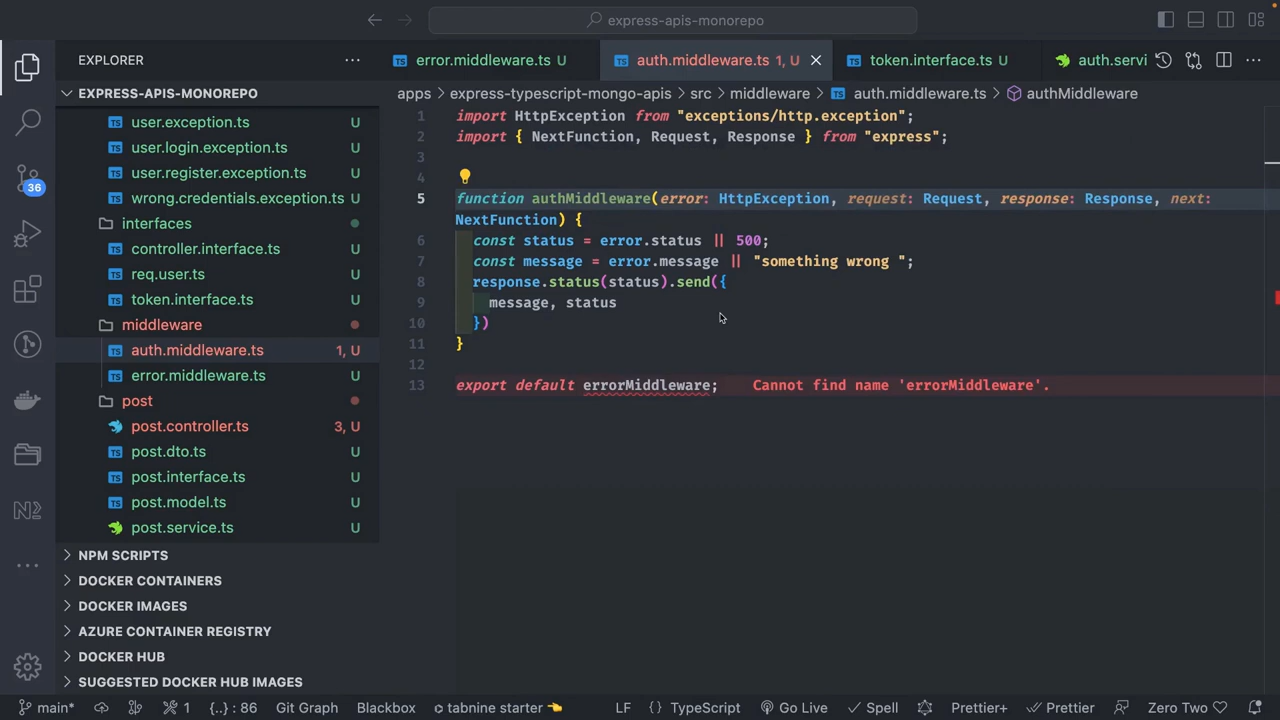 express-apis-monorepo
EXPLORER
error.middleware.ts U
auth.middleware.ts 1, U
token.interface.ts U
auth.servi
EXPRESS-APIS-MONOREPO
apps > express-typescript-mongo-apis > src > middleware > auth.middleware.ts > authMiddleware
user.exception.ts U
user.login.exception.ts U
user.register.exception.ts U
wrong.credentials.exception.ts U
interfaces
controller.interface.ts U
req.user.ts U
token.interface.ts U
middleware
auth.middleware.ts 1, U
error.middleware.ts U
post
post.controller.ts 3, U
post.dto.ts U
post.interface.ts U
post.model.ts U
post.service.ts U
NPM SCRIPTS
DOCKER CONTAINERS
DOCKER IMAGES
AZURE CONTAINER REGISTRY
DOCKER HUB
SUGGESTED DOCKER HUB IMAGES
36
1 import HttpException from "exceptions/http.exception";
2 import { NextFunction, Request, Response } from "express";
3
4
5 function authMiddleware(error: HttpException, request: Request, response: Response, next:
NextFunction) {
6 const status = error.status || 500;
7 const message = error.message || "something wrong ";
8 response.status(status).send({
9 message, status
10 })
11 }
12
13 export default errorMiddleware; Cannot find name 'errorMiddleware'.
main* 1 {..} : 86 Git Graph Blackbox tabnine starter 👈 LF {} TypeScript Go Live Spell Prettier+ Prettier Zero Two